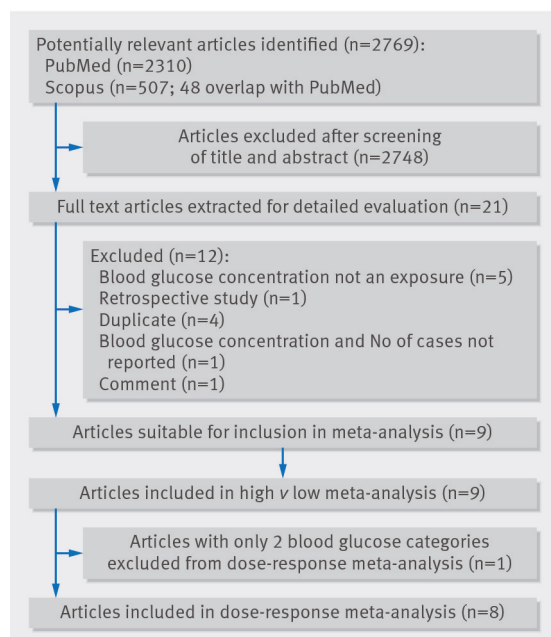 Potentially relevant articles identified (n=2769):
PubMed (n=2310)
Scopus (n=507; 48 overlap with PubMed)
Articles excluded after screening
of title and abstract (n=2748)
Full text articles extracted for detailed evaluation (n=21)
Excluded (n=12):
Blood glucose concentration not an exposure (n=5)
Retrospective study (n=1)
Duplicate (n=4)
Blood glucose concentration and No of cases not
reported (n=1)
Comment (n=1)
Articles suitable for inclusion in meta-analysis (n=9)
Articles included in high v low meta-analysis (n=9)
Articles with only 2 blood glucose categories
excluded from dose-response meta-analysis (n=1)
Articles included in dose-response meta-analysis (n=8)